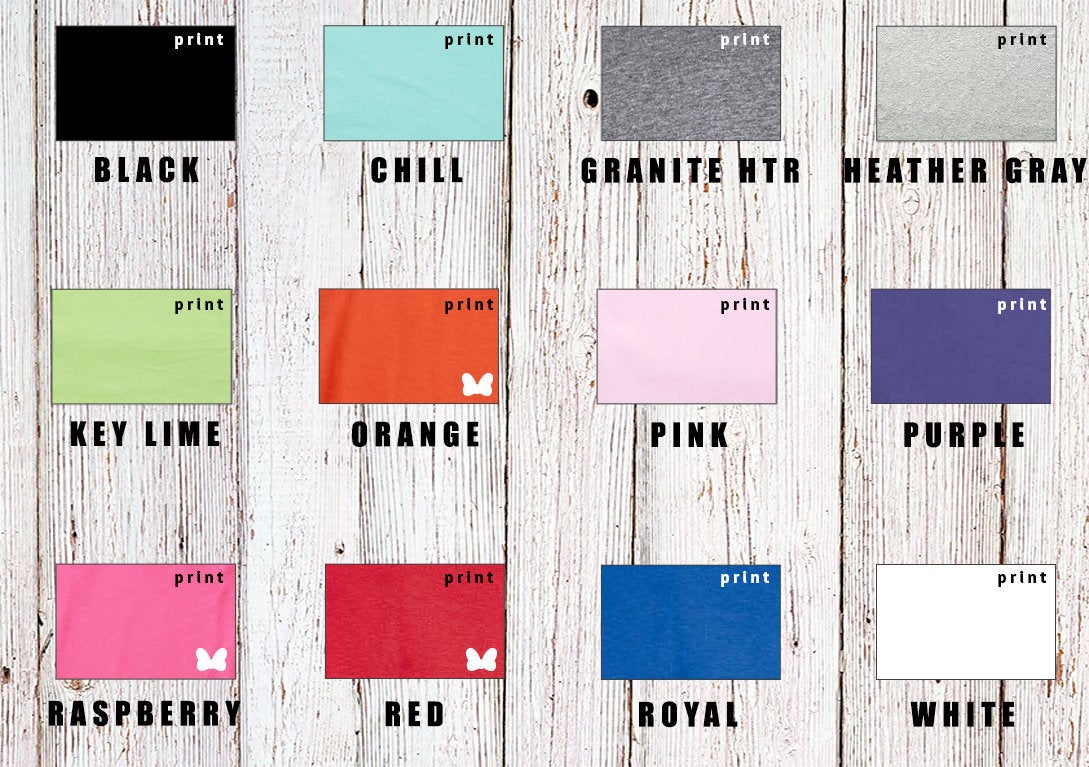 print print print print
BLACK CHILL GRANITE HTR HEATHER GRAY
print print print print
KEY LIME ORANGE PINK PURPLE
print print print print
RASPBERRY RED ROYAL WHITE